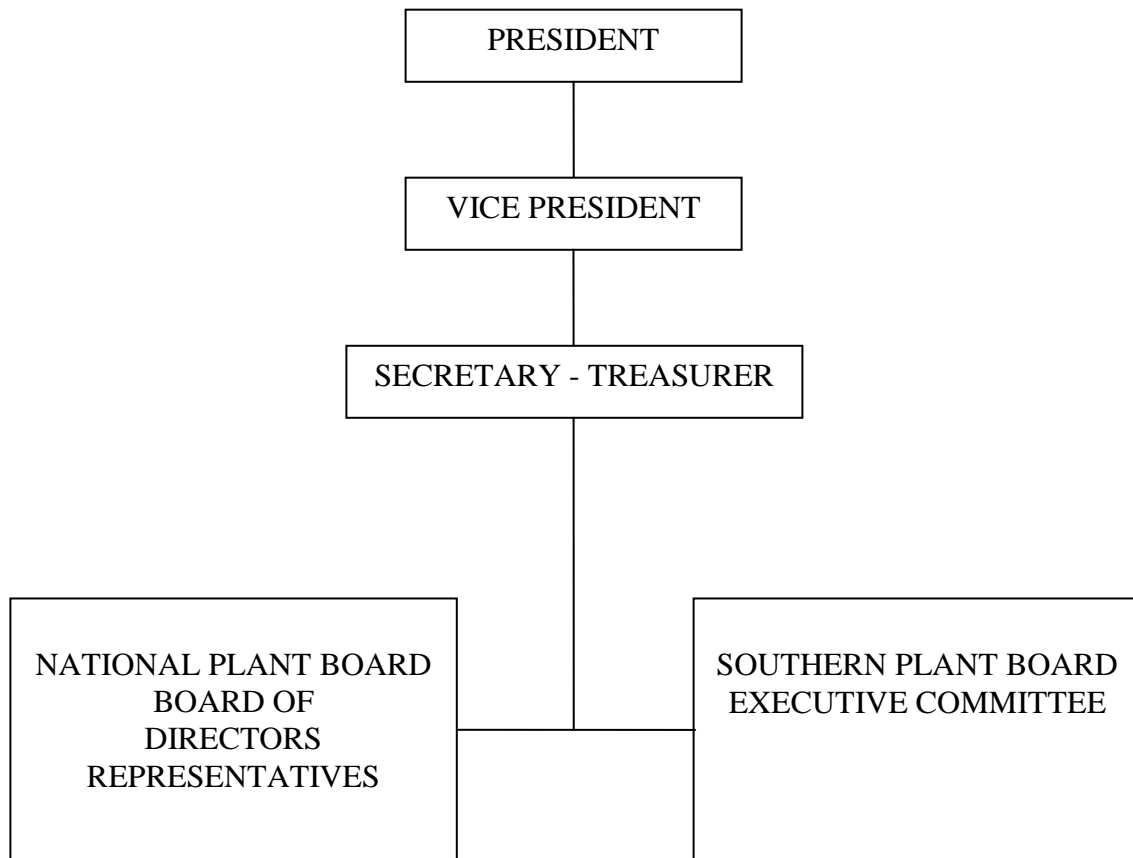 PRESIDENT
VICE PRESIDENT
SECRETARY - TREASURER
NATIONAL PLANT BOARD
BOARD OF
DIRECTORS
REPRESENTATIVES
SOUTHERN PLANT BOARD
EXECUTIVE COMMITTEE